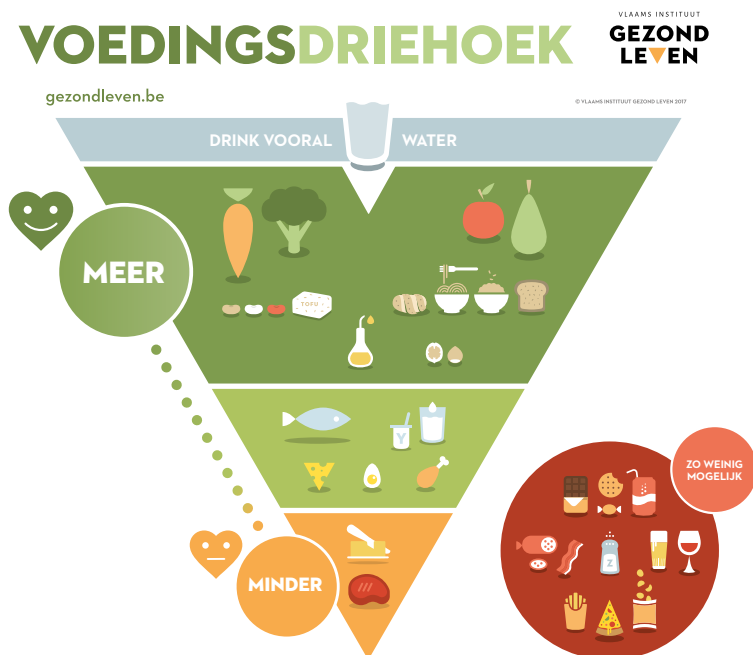 VOEDINGSDRIEHOEK
VLAAMS INSTITUUT
GEZOND
LEVEN
gezondleven.be
© VLAAMS INSTITUUT GEZOND LEVEN 2017
DRINK VOORAL WATER
MEER
TOFU
Y
ZO WEINIG
MOGELIJK
Z
MINDER